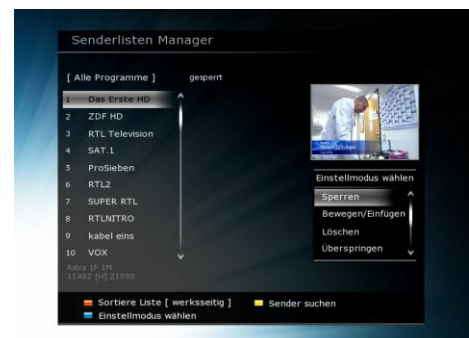 Senderlisten Manager
[ Alle Programme ] gesperrt
1 Das Erste HD
2 ZDF HD
3 RTL Television
4 SAT.1
5 ProSieben
6 RTL2
7 SUPER RTL
8 RTLNITRO
9 kabel eins
10 VOX
Astra 1F 1M
11492 [H] 21999
Einstellmodus wählen
Sperren
Bewegen/Einfügen
Löschen
Überspringen
Sortiere Liste [ werksseitig ] Sender suchen
Einstellmodus wählen